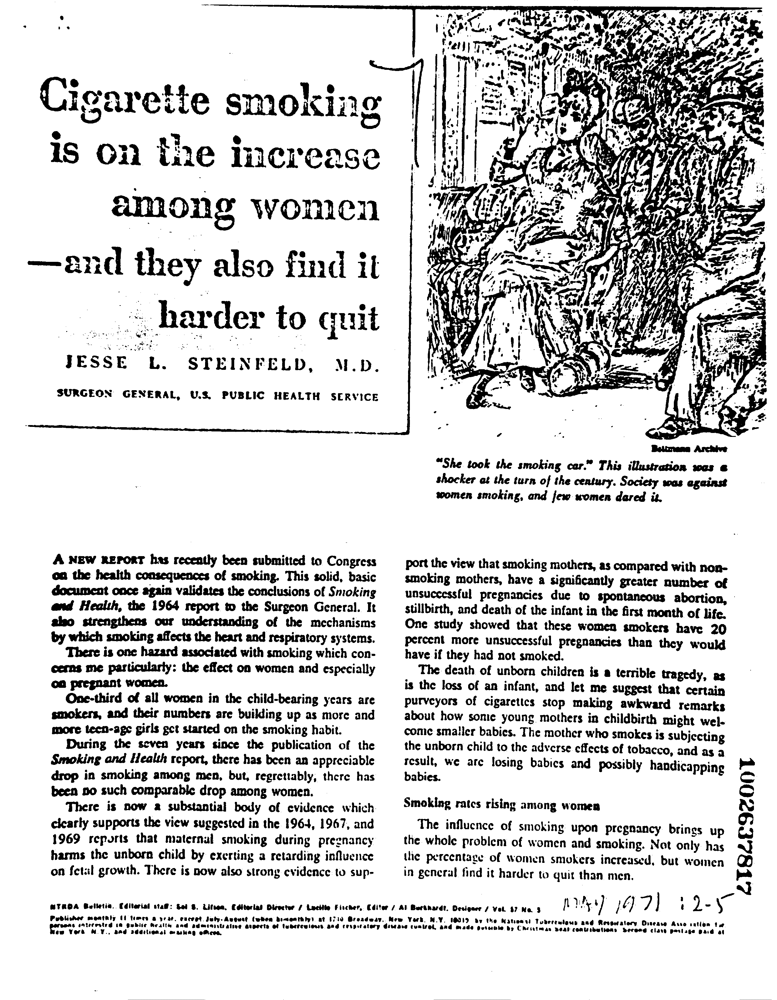 Cigarette smoking
is on the increase
among women
—and they also find it
harder to quit
JESSE L. STEINFELD, M.D.
SURGEON GENERAL, U.S. PUBLIC HEALTH SERVICE
Bettmann Archive
"She took the smoking car." This illustration was a
shocker at the turn of the century. Society was against
women smoking, and few women dared it.
A NEW REPORT has recently been submitted to Congress
on the health consequences of smoking. This solid, basic
document once again validates the conclusions of Smoking
and Health, the 1964 report to the Surgeon General. It
also strengthens our understanding of the mechanisms
by which smoking affects the heart and respiratory systems.
There is one hazard associated with smoking which con-
cerns me particularly: the effect on women and especially
on pregnant women.
One-third of all women in the child-bearing years are
smokers, and their numbers are building up as more and
more teen-age girls get started on the smoking habit.
During the seven years since the publication of the
Smoking and Health report, there has been an appreciable
drop in smoking among men, but, regrettably, there has
been no such comparable drop among women.
There is now a substantial body of evidence which
clearly supports the view suggested in the 1964, 1967, and
1969 reports that maternal smoking during pregnancy
harms the unborn child by exerting a retarding influence
on fetal growth. There is now also strong evidence to sup-
port the view that smoking mothers, as compared with non-
smoking mothers, have a significantly greater number of
unsuccessful pregnancies due to spontaneous abortion,
stillbirth, and death of the infant in the first month of life.
One study showed that these women smokers have 20
percent more unsuccessful pregnancies than they would
have if they had not smoked.
The death of unborn children is a terrible tragedy, as
is the loss of an infant, and let me suggest that certain
purveyors of cigarettes stop making awkward remarks
about how some young mothers in childbirth might wel-
come smaller babies. The mother who smokes is subjecting
the unborn child to the adverse effects of tobacco, and as a
result, we are losing babies and possibly handicapping
babies.
Smoking rates rising among women
The influence of smoking upon pregnancy brings up
the whole problem of women and smoking. Not only has
the percentage of women smokers increased, but women
in general find it harder to quit than men.
1002637817
NTRDA Bulletin. Editorial staff: Sol S. Lifson, Editorial Director / Lucille Fischer, Editor / Al Burkhardt, Designer / Vol. 57 No. 5
MAY 1971 : 2-5
Publisher monthly 11 times a year, except July-August (when bimonthly) at 1740 Broadway, New York, N.Y. 10019 by the National Tuberculosis and Respiratory Disease Association for
persons interested in public health and administrative aspects of tuberculosis and respiratory disease control, and made possible by Christmas Seal contributions. Second class postage paid at
New York N.Y., and additional mailing offices.